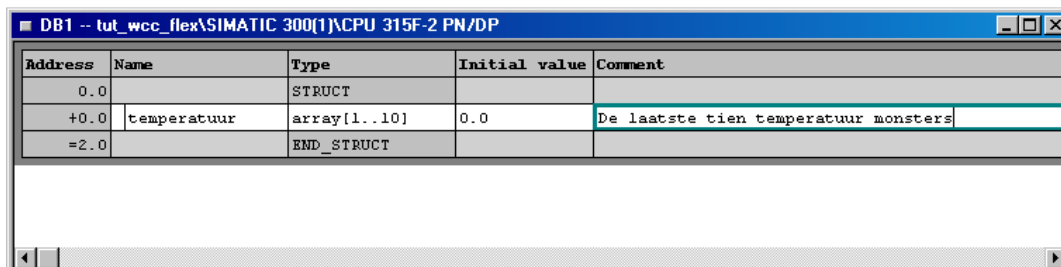 DB1 -- tut_wcc_flex\SIMATIC 300(1)\CPU 315F-2 PN/DP
Address Name Type Initial value Comment
0.0 STRUCT
+0.0 temperatuur array[1..10] 0.0 De laatste tien temperatuur monsters
=2.0 END_STRUCT